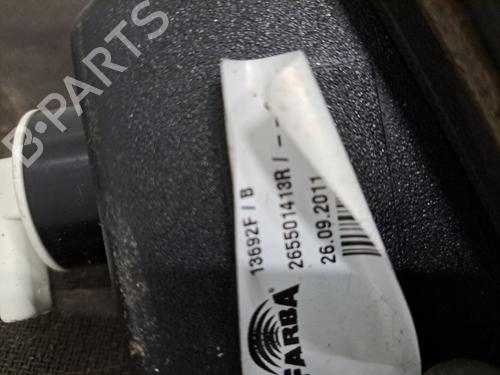 B-PARTS
13692F / B
265501413R / -
26.09.2011
FARBA